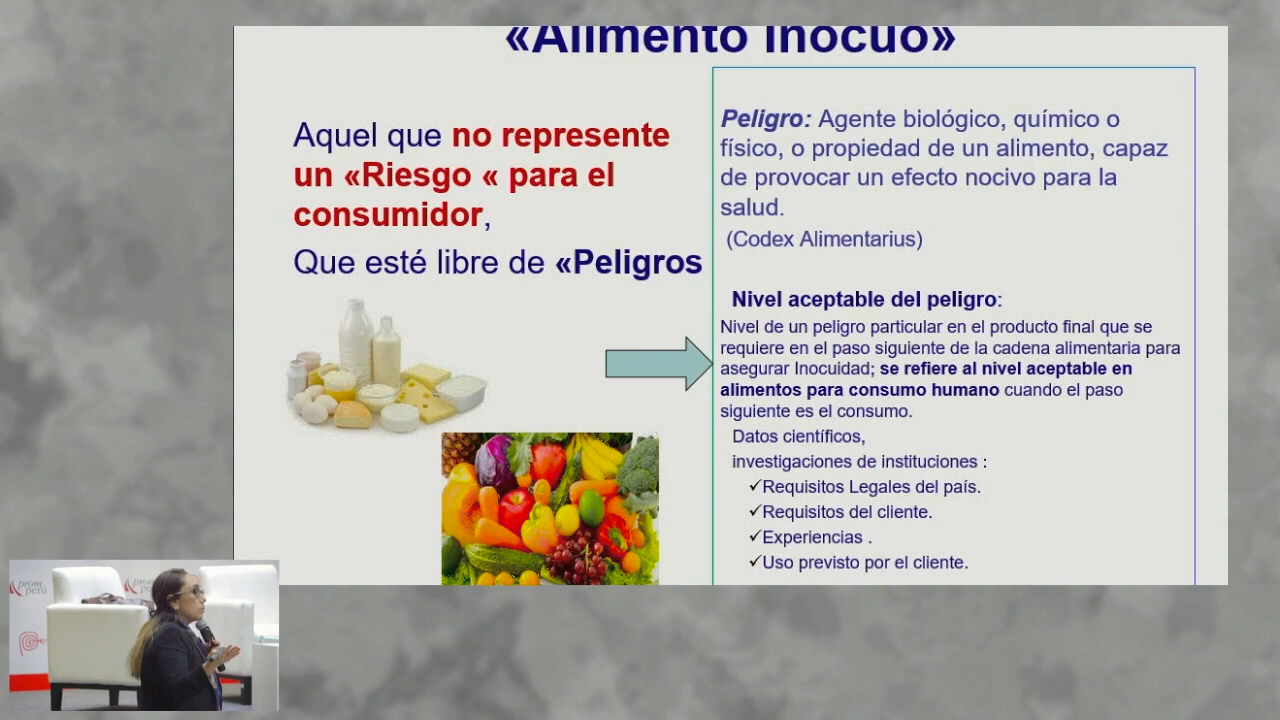 «Alimento Inocuo»
Aquel que no represente
un «Riesgo « para el
consumidor,
Que esté libre de «Peligros
Peligro: Agente biológico, químico o
físico, o propiedad de un alimento, capaz
de provocar un efecto nocivo para la
salud.
(Codex Alimentarius)
Nivel aceptable del peligro:
Nivel de un peligro particular en el producto final que se
requiere en el paso siguiente de la cadena alimentaria para
asegurar Inocuidad; se refiere al nivel aceptable en
alimentos para consumo humano cuando el paso
siguiente es el consumo.
Datos científicos,
investigaciones de instituciones :
✓Requisitos Legales del país.
✓Requisitos del cliente.
✓Experiencias .
✓Uso previsto por el cliente.
prom
perú
prom